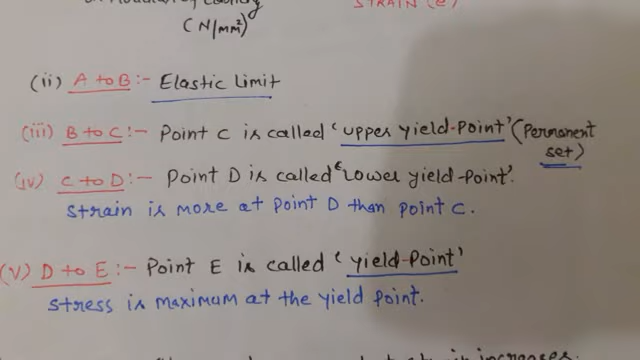 (N/mm²)
STRAIN (e)
(ii) A to B :- Elastic Limit
(iii) B to C :- Point C is called 'upper yield-Point' (Permanent set)
(iv) C to D :- Point D is called 'Lower yield-Point'.
strain is more at point D than point C.
(v) D to E :- Point E is called 'yield-Point'
stress is maximum at the yield point.
increases.